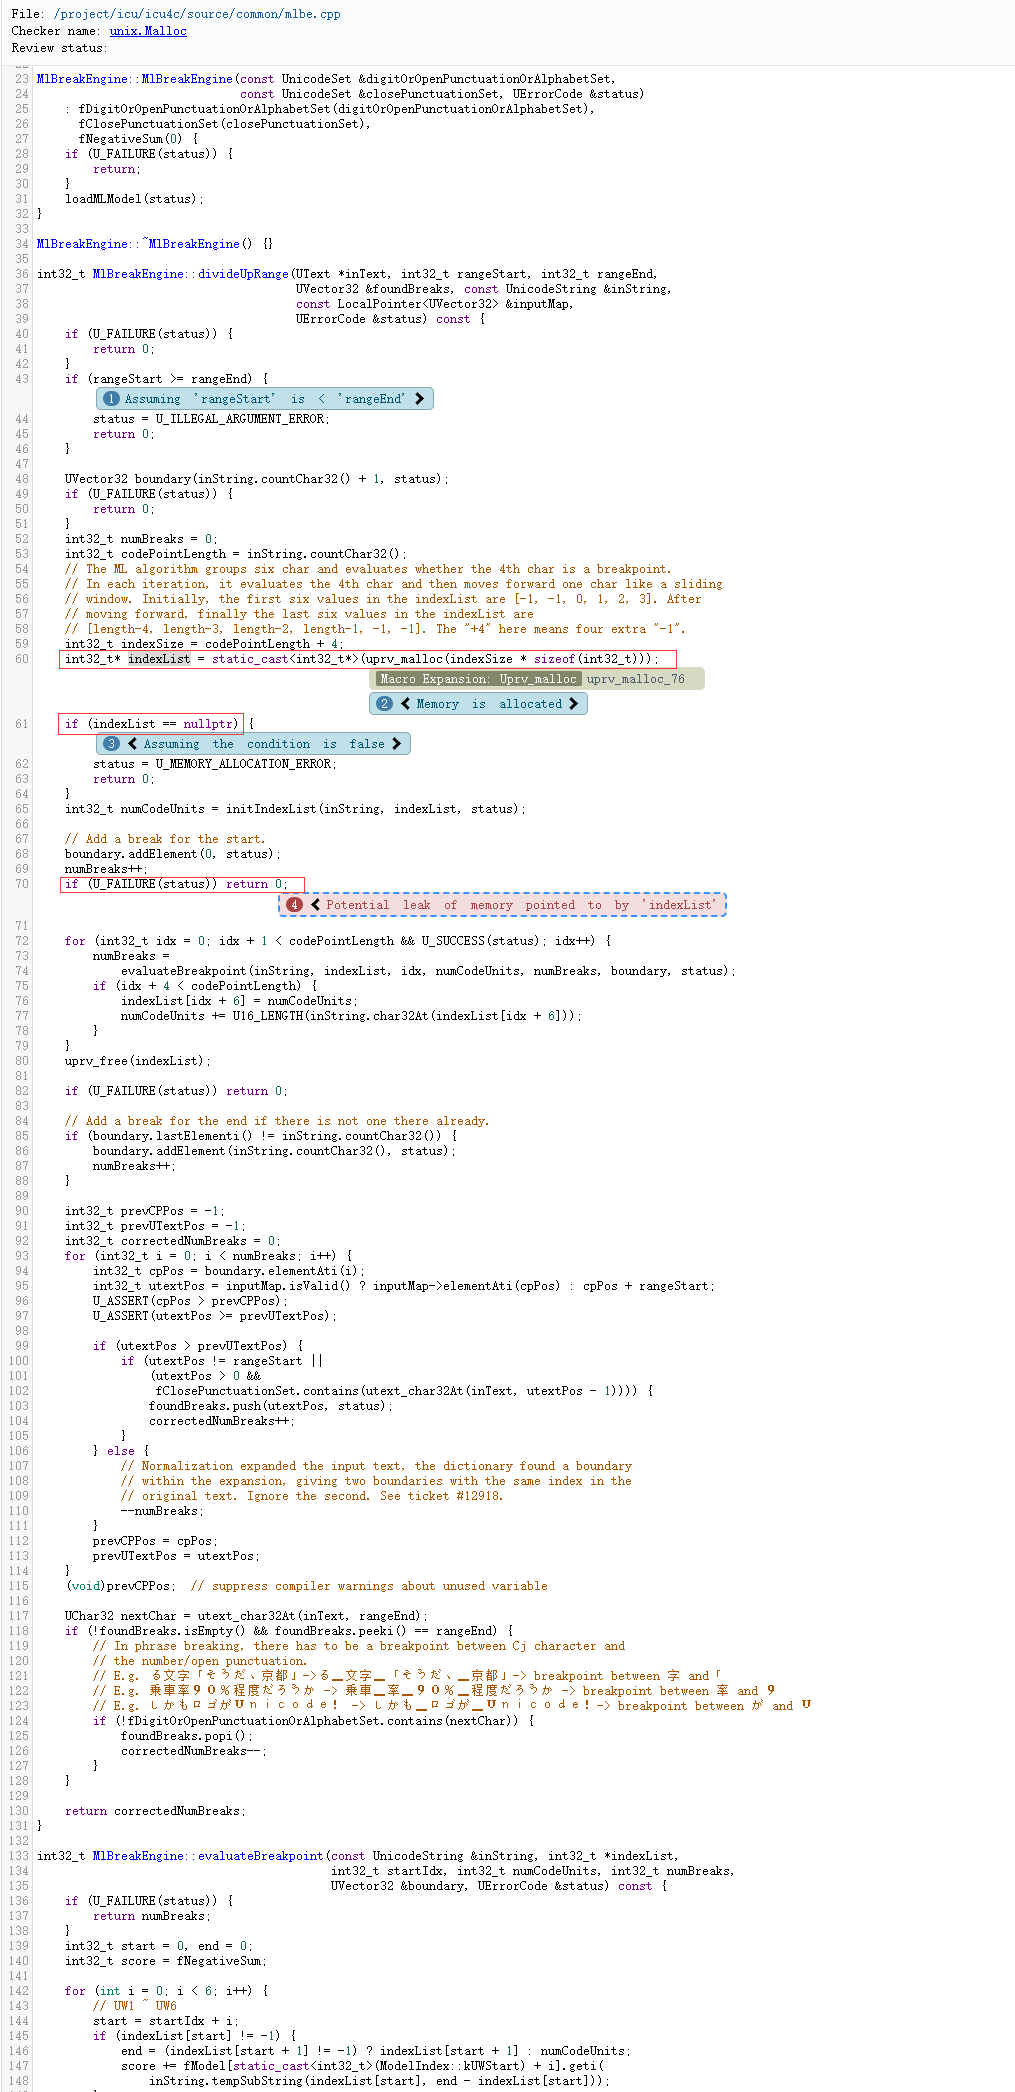 File: /project/icu/icu4c/source/common/mlbe.cpp
Checker name: unix.Malloc
Review status:
23 MlBreakEngine::MlBreakEngine(const UnicodeSet &digitOrOpenPunctuationOrAlphabetSet,
24 const UnicodeSet &closePunctuationSet, UErrorCode &status)
25 : fDigitOrOpenPunctuationOrAlphabetSet(digitOrOpenPunctuationOrAlphabetSet),
26 fClosePunctuationSet(closePunctuationSet),
27 fNegativeSum(0) {
28 if (U_FAILURE(status)) {
29 return;
30 }
31 loadMLModel(status);
32 }
33
34 MlBreakEngine::~MlBreakEngine() {}
35
36 int32_t MlBreakEngine::divideUpRange(UText *inText, int32_t rangeStart, int32_t rangeEnd,
37 UVector32 &foundBreaks, const UnicodeString &inString,
38 const LocalPointer<UVector32> &inputMap,
39 UErrorCode &status) const {
40 if (U_FAILURE(status)) {
41 return 0;
42 }
43 if (rangeStart >= rangeEnd) {
1 Assuming 'rangeStart' is < 'rangeEnd'
44 status = U_ILLEGAL_ARGUMENT_ERROR;
45 return 0;
46 }
47
48 UVector32 boundary(inString.countChar32() + 1, status);
49 if (U_FAILURE(status)) {
50 return 0;
51 }
52 int32_t numBreaks = 0;
53 int32_t codePointLength = inString.countChar32();
54 // The ML algorithm groups six char and evaluates whether the 4th char is a breakpoint.
55 // In each iteration, it evaluates the 4th char and then moves forward one char like a sliding
56 // window. Initially, the first six values in the indexList are [-1, -1, 0, 1, 2, 3]. After
57 // moving forward, finally the last six values in the indexList are
58 // [length-4, length-3, length-2, length-1, -1, -1]. The "+4" here means four extra "-1".
59 int32_t indexSize = codePointLength + 4;
60 int32_t* indexList = static_cast<int32_t*>(uprv_malloc(indexSize * sizeof(int32_t)));
Macro Expansion: Uprv_malloc uprv_malloc_76
2 Memory is allocated
61 if (indexList == nullptr) {
3 Assuming the condition is false
62 status = U_MEMORY_ALLOCATION_ERROR;
63 return 0;
64 }
65 int32_t numCodeUnits = initIndexList(inString, indexList, status);
66
67 // Add a break for the start.
68 boundary.addElement(0, status);
69 numBreaks++;
70 if (U_FAILURE(status)) return 0;
4 Potential leak of memory pointed to by 'indexList'
71
72 for (int32_t idx = 0; idx + 1 < codePointLength && U_SUCCESS(status); idx++) {
73 numBreaks =
74 evaluateBreakpoint(inString, indexList, idx, numCodeUnits, numBreaks, boundary, status);
75 if (idx + 4 < codePointLength) {
76 indexList[idx + 6] = numCodeUnits;
77 numCodeUnits += U16_LENGTH(inString.char32At(indexList[idx + 6]));
78 }
79 }
80 uprv_free(indexList);
81
82 if (U_FAILURE(status)) return 0;
83
84 // Add a break for the end if there is not one there already.
85 if (boundary.lastElementi() != inString.countChar32()) {
86 boundary.addElement(inString.countChar32(), status);
87 numBreaks++;
88 }
89
90 int32_t prevCPPos = -1;
91 int32_t prevUTextPos = -1;
92 int32_t correctedNumBreaks = 0;
93 for (int32_t i = 0; i < numBreaks; i++) {
94 int32_t cpPos = boundary.elementAti(i);
95 int32_t utextPos = inputMap.isValid() ? inputMap->elementAti(cpPos) : cpPos + rangeStart;
96 U_ASSERT(cpPos > prevCPPos);
97 U_ASSERT(utextPos >= prevUTextPos);
98
99 if (utextPos > prevUTextPos) {
100 if (utextPos != rangeStart ||
101 (utextPos > 0 &&
102 fClosePunctuationSet.contains(utext_char32At(inText, utextPos - 1)))) {
103 foundBreaks.push(utextPos, status);
104 correctedNumBreaks++;
105 }
106 } else {
107 // Normalization expanded the input text, the dictionary found a boundary
108 // within the expansion, giving two boundaries with the same index in the
109 // original text. Ignore the second. See ticket #12918.
110 --numBreaks;
111 }
112 prevCPPos = cpPos;
113 prevUTextPos = utextPos;
114 }
115 (void)prevCPPos; // suppress compiler warnings about unused variable
116
117 UChar32 nextChar = utext_char32At(inText, rangeEnd);
118 if (!foundBreaks.isEmpty() && foundBreaks.peeki() == rangeEnd) {
119 // In phrase breaking, there has to be a breakpoint between Cj character and
120 // the number/open punctuation.
121 // E.g. る文字「そうだ、京都」->る▁文字▁「そうだ、▁京都」-> breakpoint between 字 and「
122 // E.g. 乗車率９０％程度だろうか -> 乗車▁率▁９０％▁程度だろうか -> breakpoint between 率 and ９
123 // E.g. しかもロゴがＵｎｉｃｏｄｅ！ -> しかも▁ロゴが▁Ｕｎｉｃｏｄｅ！-> breakpoint between が and Ｕ
124 if (!fDigitOrOpenPunctuationOrAlphabetSet.contains(nextChar)) {
125 foundBreaks.popi();
126 correctedNumBreaks--;
127 }
128 }
129
130 return correctedNumBreaks;
131 }
132
133 int32_t MlBreakEngine::evaluateBreakpoint(const UnicodeString &inString, int32_t *indexList,
134 int32_t startIdx, int32_t numCodeUnits, int32_t numBreaks,
135 UVector32 &boundary, UErrorCode &status) const {
136 if (U_FAILURE(status)) {
137 return numBreaks;
138 }
139 int32_t start = 0, end = 0;
140 int32_t score = fNegativeSum;
141
142 for (int i = 0; i < 6; i++) {
143 // UW1 ~ UW6
144 start = startIdx + i;
145 if (indexList[start] != -1) {
146 end = (indexList[start + 1] != -1) ? indexList[start + 1] : numCodeUnits;
147 score += fModel[static_cast<int32_t>(ModelIndex::kUWStart) + i].geti(
148 inString.tempSubString(indexList[start], end - indexList[start]));